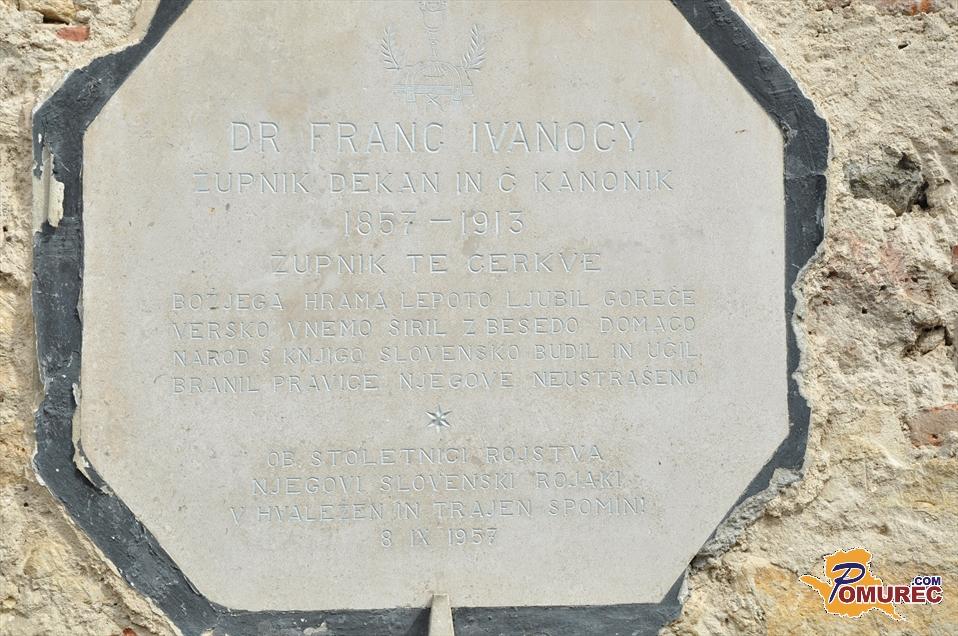 DR FRANC IVANOCY
ŽUPNIK DEKAN IN Č KANONIK
1857 – 1913
ŽUPNIK TE CERKVE
BOŽJEGA HRAMA LEPOTO LJUBIL GOREČE
VERSKO VNEMO ŠIRIL Z BESEDO DOMAČO
NAROD S KNJIGO SLOVENSKO BUDIL IN UČIL
BRANIL PRAVICE NJEGOVE NEUSTRAŠENO
OB STOLETNICI ROJSTVA
NJEGOVI SLOVENSKI ROJAKI
V HVALEŽEN IN TRAJEN SPOMIN!
8 IX 1957
POMUREC.COM